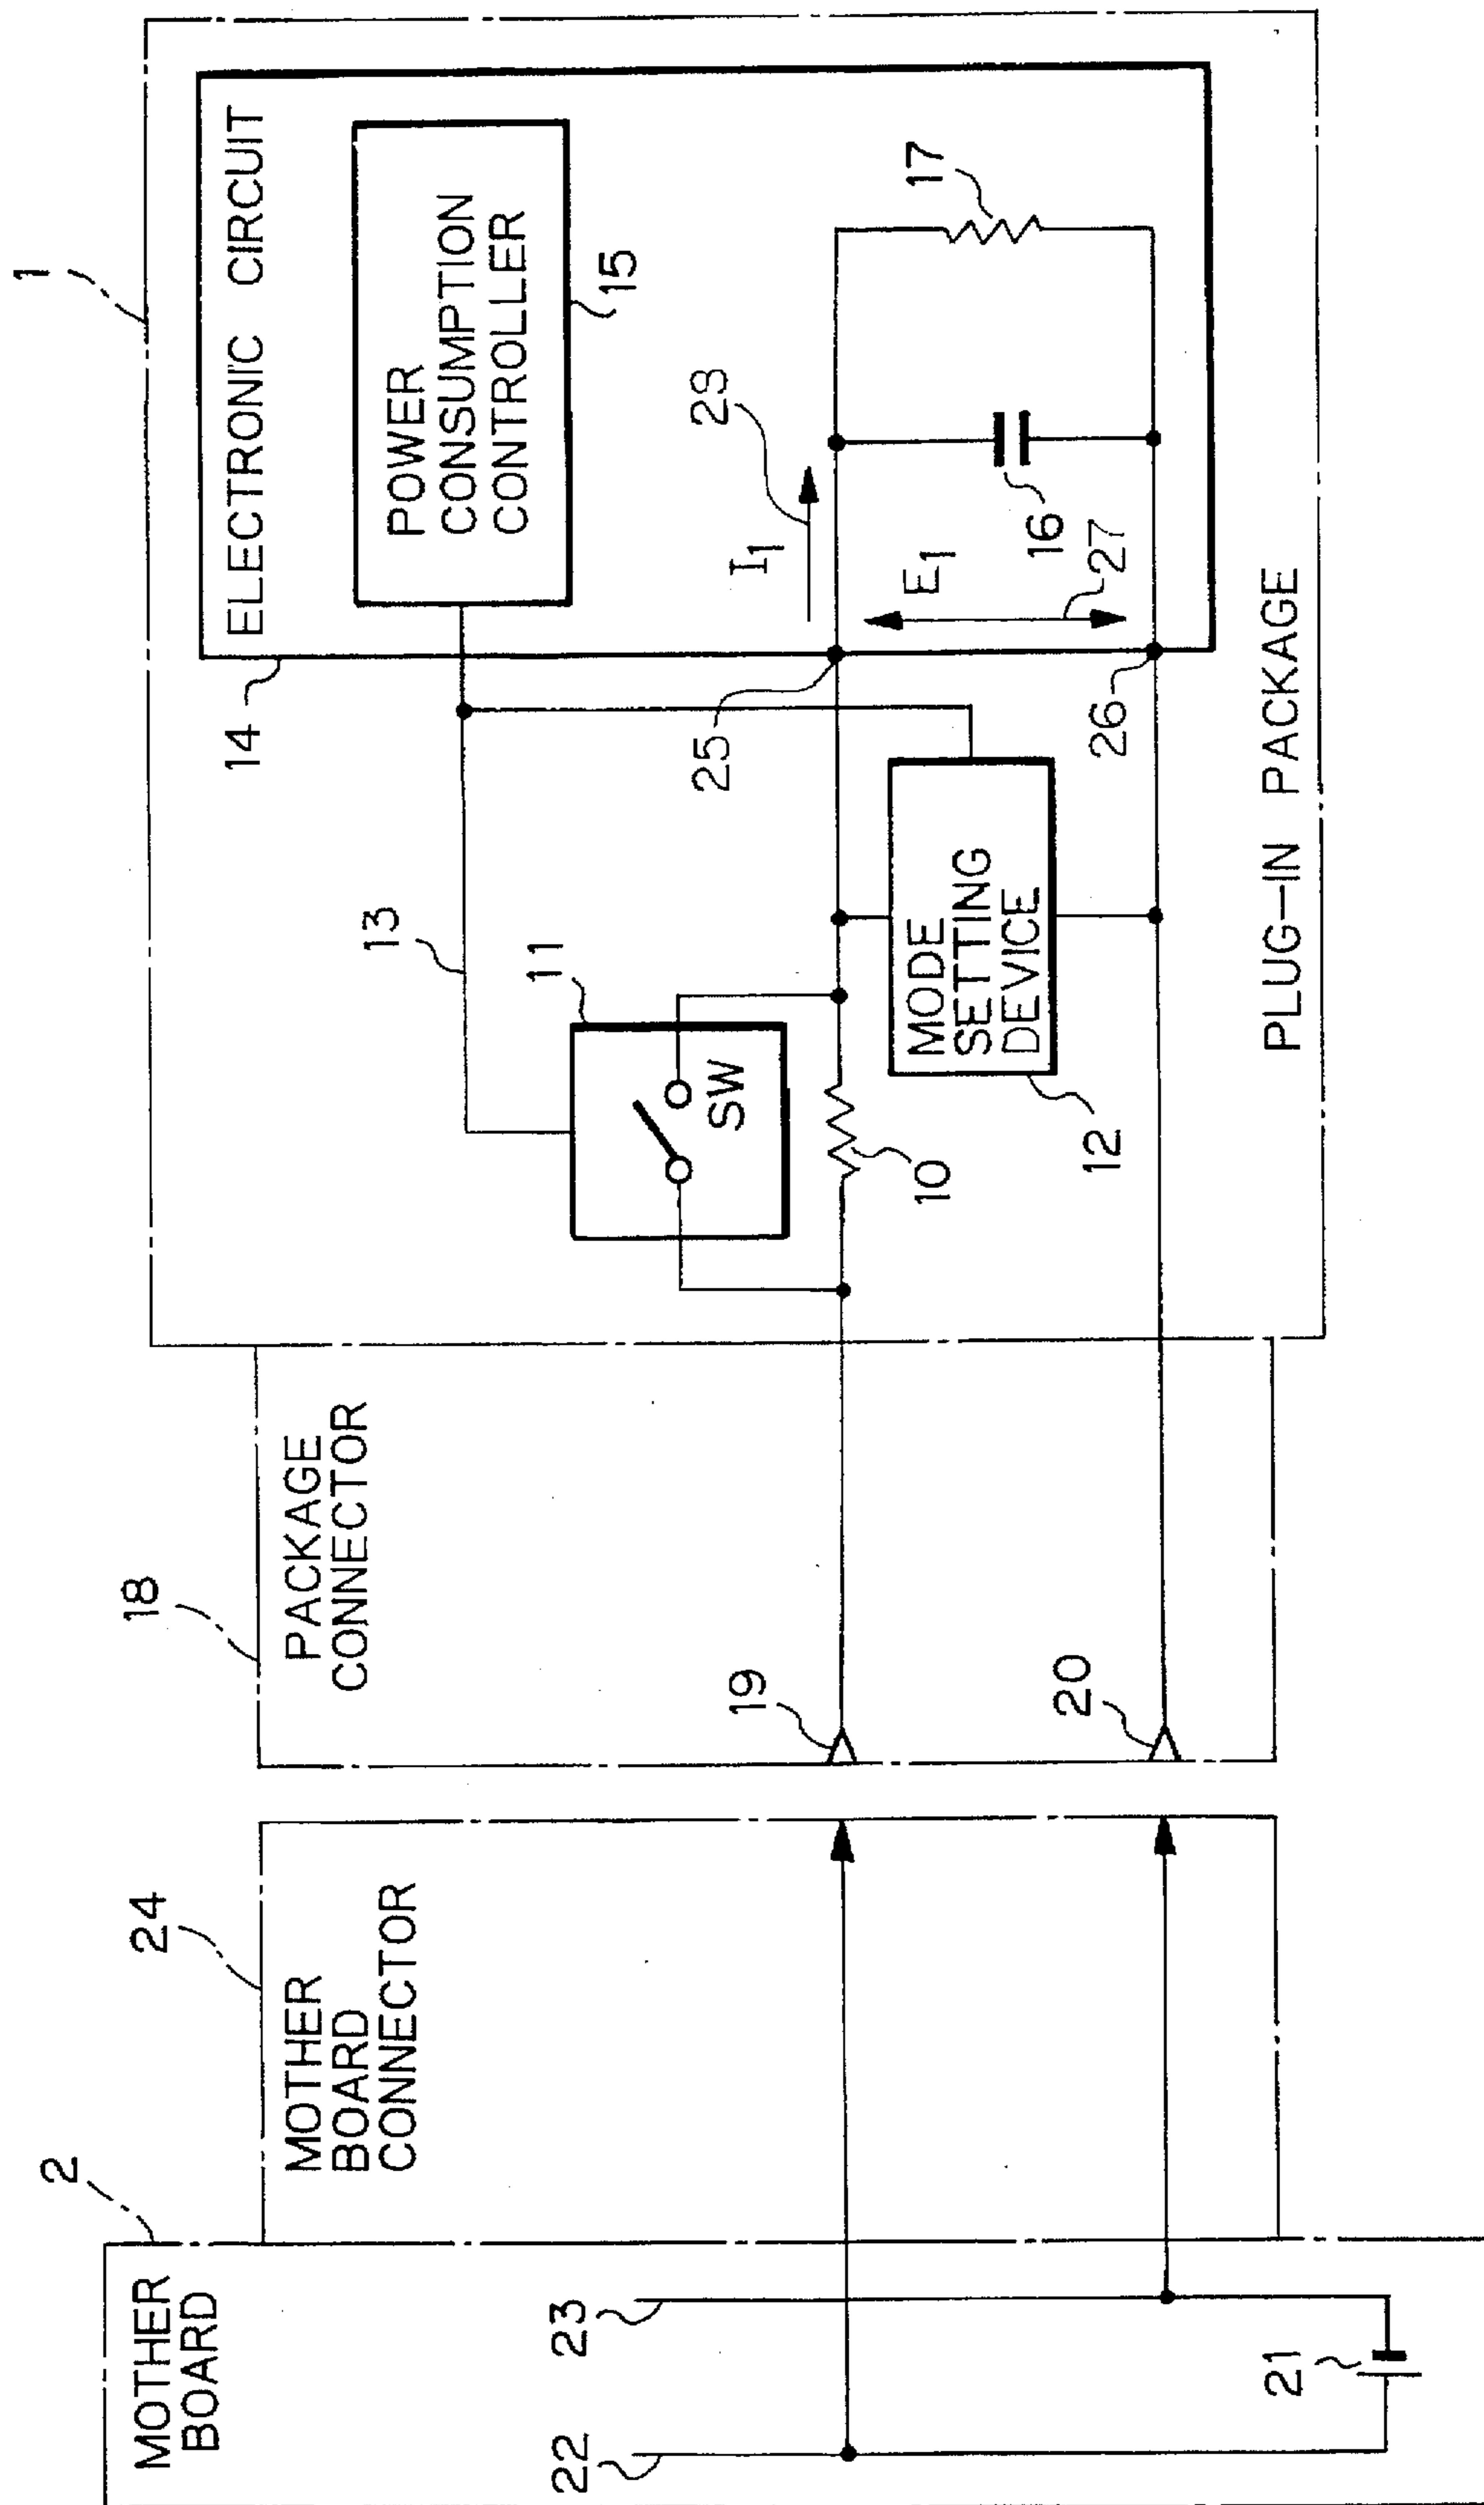 1
2
MOTHER
BOARD
22
23
21
24
MOTHER
BOARD
CONNECTOR
18
PACKAGE
CONNECTOR
19
20
13
11
SW
10
MODE
SETTING
DEVICE
12
14
ELECTRONIC CIRCUIT
POWER
CONSUMPTION
CONTROLLER
15
25
26
I1
28
E1
27
16
17
PLUG-IN PACKAGE